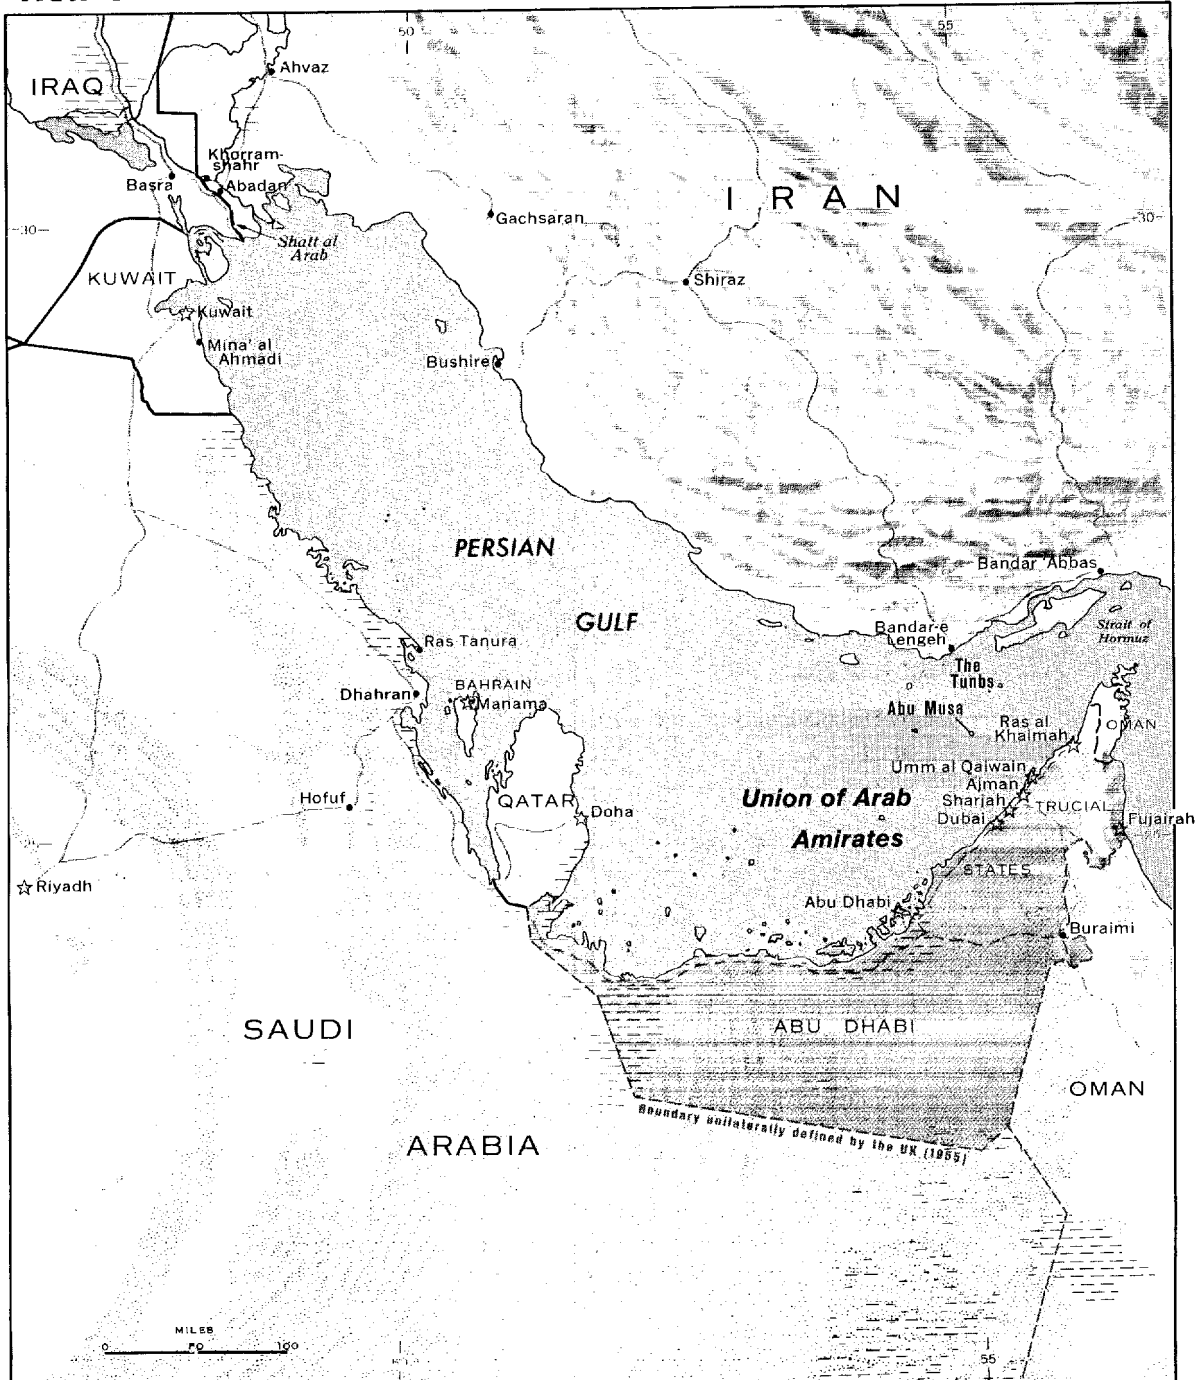 50
55
IRAQ
Ahvaz
Khorram-
shahr
Basra
Abadan
IRAN
Gachsaran
30
30
Shatt al
Arab
KUWAIT
Shiraz
Kuwait
Mina' al
Ahmadi
Bushire
PERSIAN
Bandar 'Abbas
GULF
Bandar-e
Lengeh
Strait of
Hormuz
Ras Tanura
The
Tunbs
Dhahran
BAHRAIN
Manama
Abu Musa
Ras al
Khaimah
OMAN
Umm al Qaiwain
Ajman
Hofuf
QATAR
Union of Arab
Sharjah
TRUCIAL
Doha
Dubai
Fujairah
Amirates
25
STATES
Riyadh
Abu Dhabi
Buraimi
SAUDI
ABU DHABI
OMAN
Boundary unilaterally defined by the UK (1955)
ARABIA
MILES
0 50 100
55